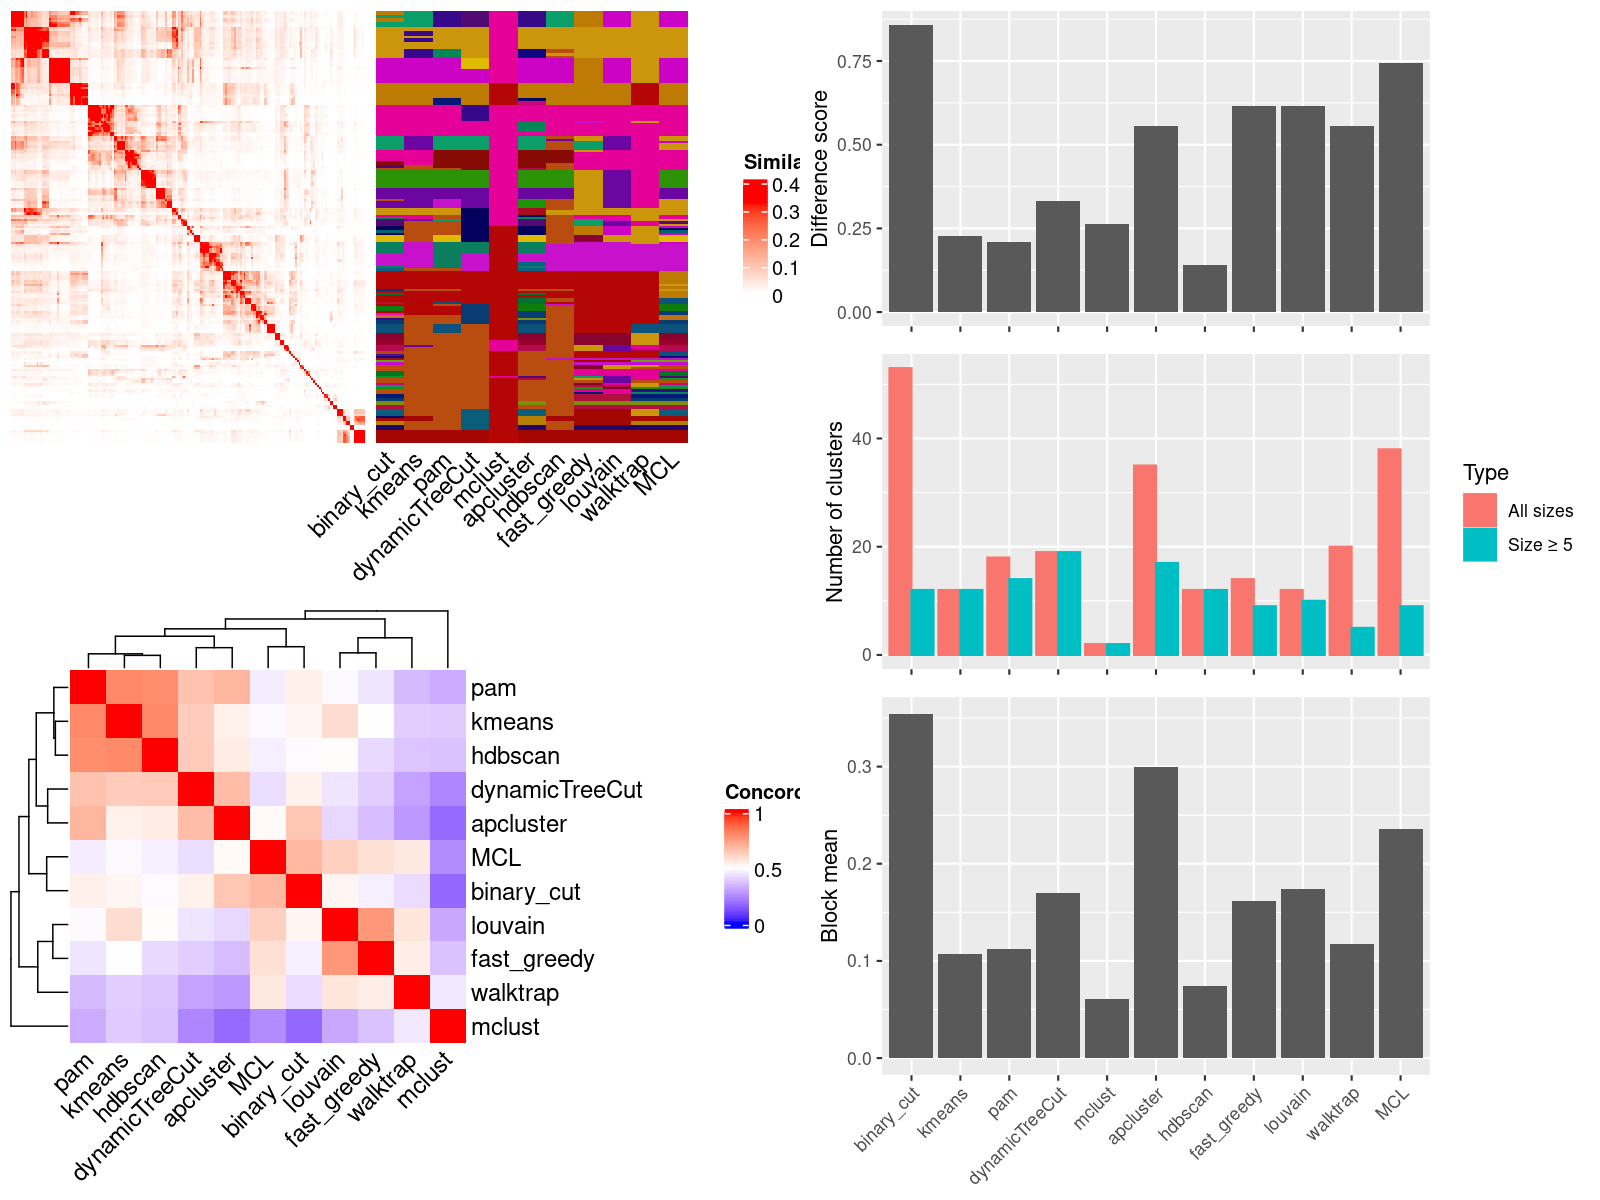 Simila
0.4
0.3
0.2
0.1
0
binary_cut
kmeans
pam
dynamicTreeCut
mclust
apcluster
hdbscan
fast_greedy
louvain
walktrap
MCL
Difference score
0.75
0.50
0.25
0.00
Number of clusters
40
20
0
Type
All sizes
Size ≥ 5
pam
kmeans
hdbscan
dynamicTreeCut
apcluster
MCL
binary_cut
louvain
fast_greedy
walktrap
mclust
pam
kmeans
hdbscan
dynamicTreeCut
apcluster
MCL
binary_cut
louvain
fast_greedy
walktrap
mclust
Concord
1
0.5
0
Block mean
0.3
0.2
0.1
0.0
binary_cut
kmeans
pam
dynamicTreeCut
mclust
apcluster
hdbscan
fast_greedy
louvain
walktrap
MCL